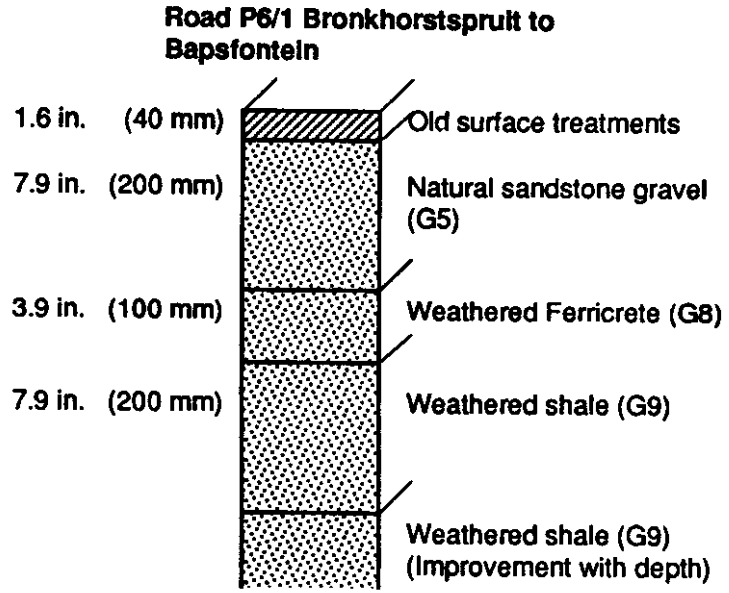 Road P6/1 Bronkhorstspruit to
Bapsfontein
1.6 in. (40 mm) Old surface treatments
7.9 in. (200 mm) Natural sandstone gravel
(G5)
3.9 in. (100 mm) Weathered Ferricrete (G8)
7.9 in. (200 mm) Weathered shale (G9)
Weathered shale (G9)
(Improvement with depth)